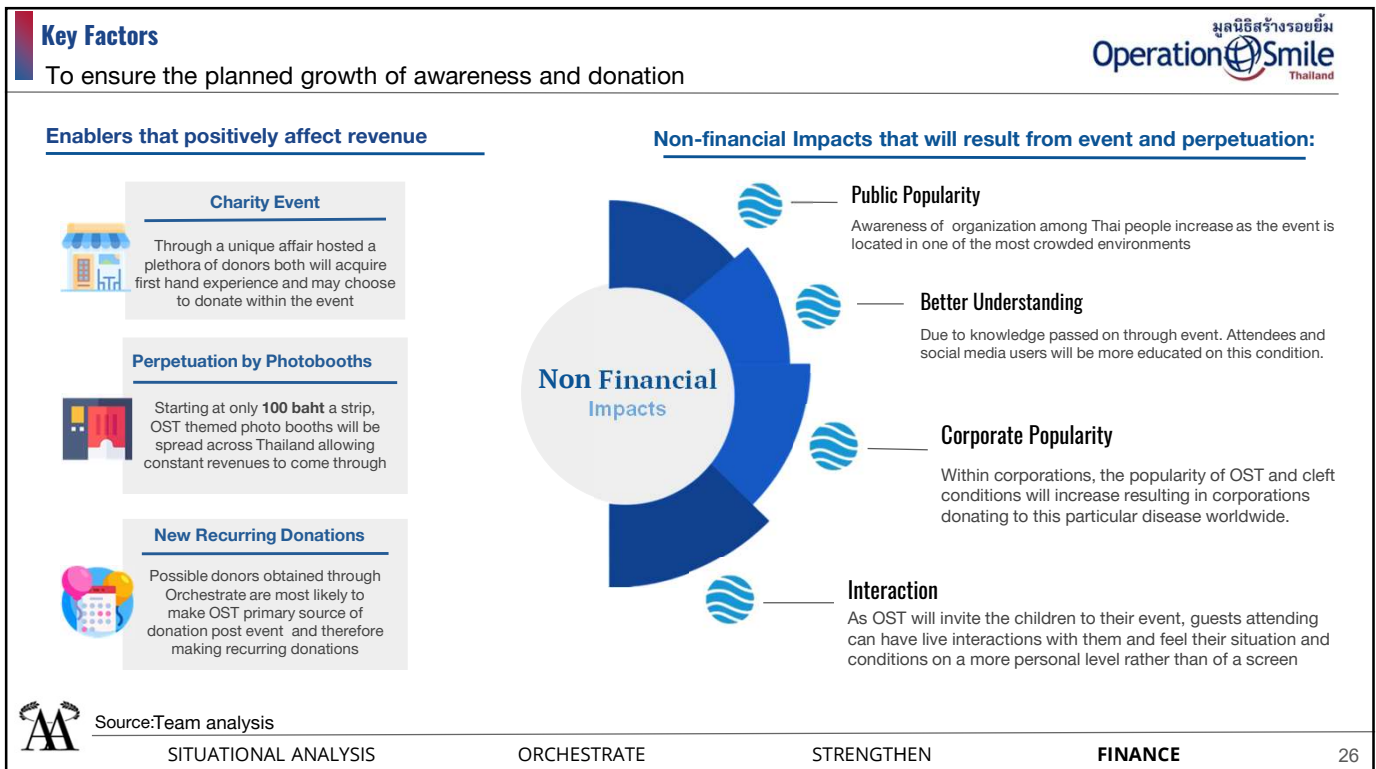 Key Factors
To ensure the planned growth of awareness and donation
มูลนิธิสร้างรอยยิ้ม
Operation Smile
Thailand
Enablers that positively affect revenue
Charity Event
Through a unique affair hosted a
plethora of donors both will acquire
first hand experience and may choose
to donate within the event
Perpetuation by Photobooths
Starting at only 100 baht a strip,
OST themed photo booths will be
spread across Thailand allowing
constant revenues to come through
New Recurring Donations
Possible donors obtained through
Orchestrate are most likely to
make OST primary source of
donation post event and therefore
making recurring donations
Non-financial Impacts that will result from event and perpetuation:
Non Financial
Impacts
Public Popularity
Awareness of organization among Thai people increase as the event is
located in one of the most crowded environments
Better Understanding
Due to knowledge passed on through event. Attendees and
social media users will be more educated on this condition.
Corporate Popularity
Within corporations, the popularity of OST and cleft
conditions will increase resulting in corporations
donating to this particular disease worldwide.
Interaction
As OST will invite the children to their event, guests attending
can have live interactions with them and feel their situation and
conditions on a more personal level rather than of a screen
AA
Source:Team analysis
SITUATIONAL ANALYSIS ORCHESTRATE STRENGTHEN FINANCE 26